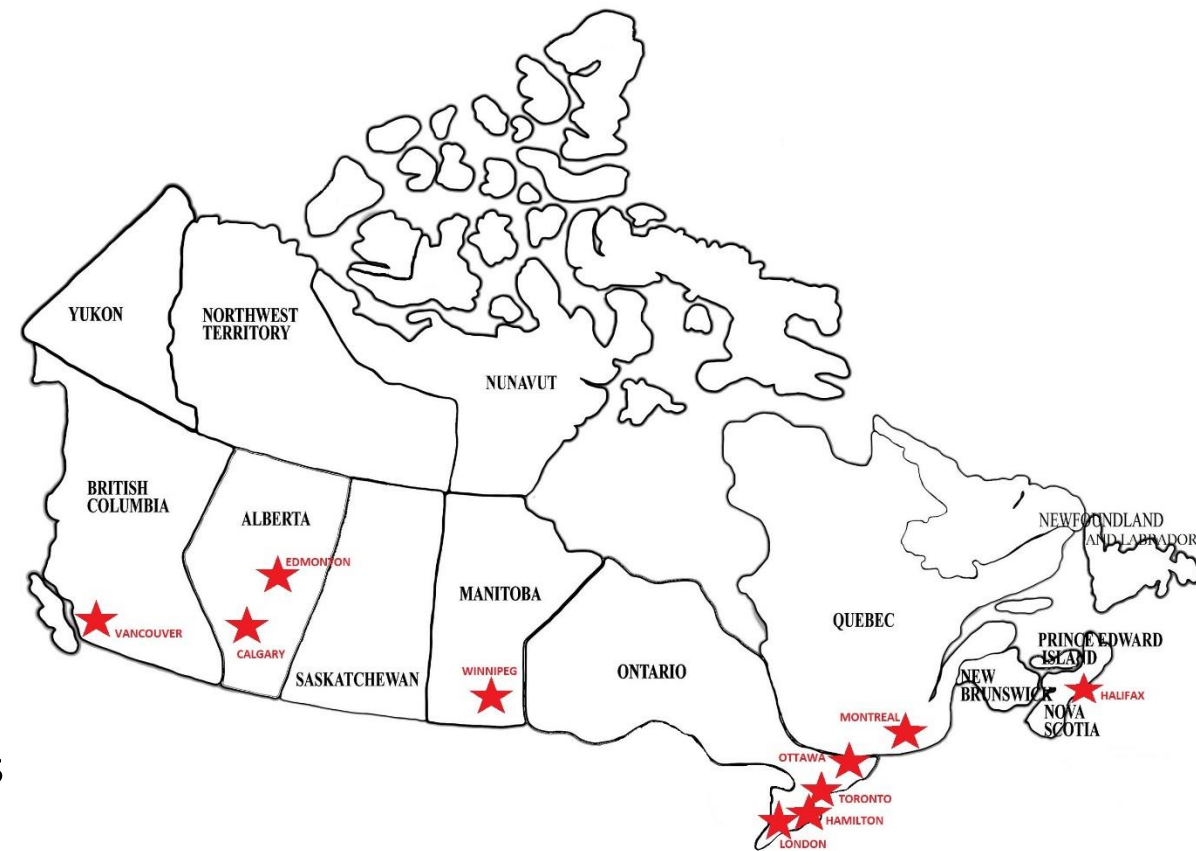 YUKON
NORTHWEST
TERRITORY
NUNAVUT
BRITISH
COLUMBIA
ALBERTA
EDMONTON
VANCOUVER
CALGARY
SASKATCHEWAN
MANITOBA
WINNIPEG
ONTARIO
QUEBEC
NEWFOUNDLAND
AND LABRADOR
PRINCE EDWARD
ISLAND
NEW
BRUNSWICK
HALIFAX
NOVA
SCOTIA
MONTREAL
OTTAWA
TORONTO
HAMILTON
LONDON
s